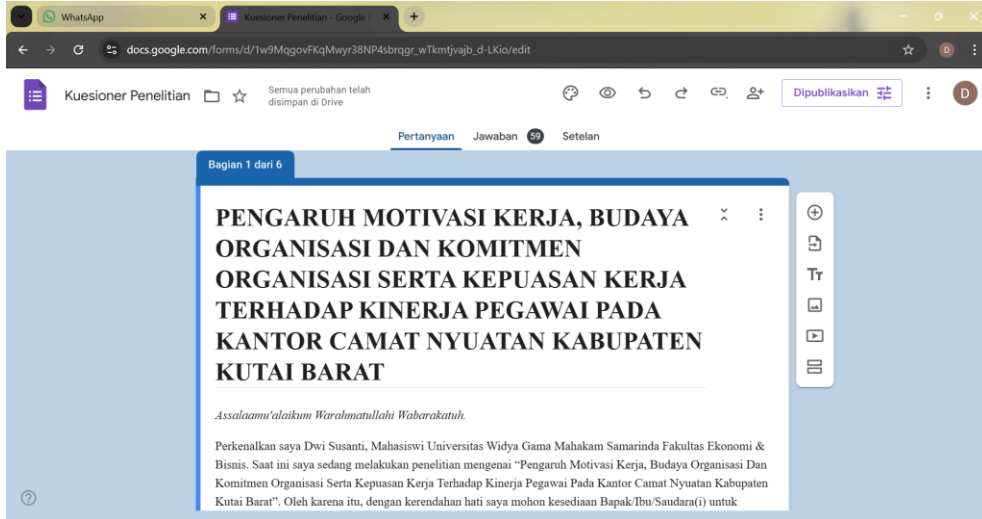 WhatsApp
Kuesioner Penelitian - Google F
docs.google.com/forms/d/1w9MqgovFKqMwyr38NP4sbrqgr_wTkmtjvajb_d-LKio/edit
D
Kuesioner Penelitian
Semua perubahan telah
disimpan di Drive
Dipublikasikan
D
Pertanyaan Jawaban 59 Setelan
Bagian 1 dari 6
PENGARUH MOTIVASI KERJA, BUDAYA
ORGANISASI DAN KOMITMEN
ORGANISASI SERTA KEPUASAN KERJA
TERHADAP KINERJA PEGAWAI PADA
KANTOR CAMAT NYUATAN KABUPATEN
KUTAI BARAT
Assalaamu'alaikum Warahmatullahi Wabarakatuh.
Perkenalkan saya Dwi Susanti, Mahasiswi Universitas Widya Gama Mahakam Samarinda Fakultas Ekonomi &
Bisnis. Saat ini saya sedang melakukan penelitian mengenai “Pengaruh Motivasi Kerja, Budaya Organisasi Dan
Komitmen Organisasi Serta Kepuasan Kerja Terhadap Kinerja Pegawai Pada Kantor Camat Nyuatan Kabupaten
Kutai Barat”. Oleh karena itu, dengan kerendahan hati saya mohon kesediaan Bapak/Ibu/Saudara(i) untuk